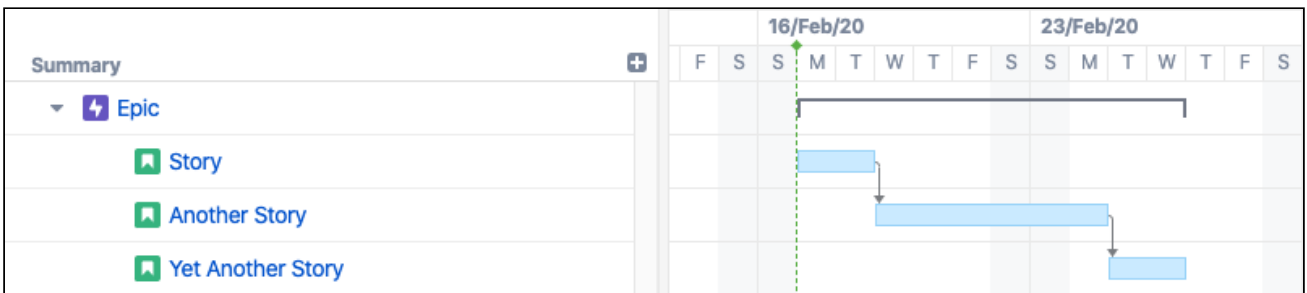 16/Feb/20 23/Feb/20
Summary F S S M T W T F S S M T W T F S
Epic
Story
Another Story
Yet Another Story